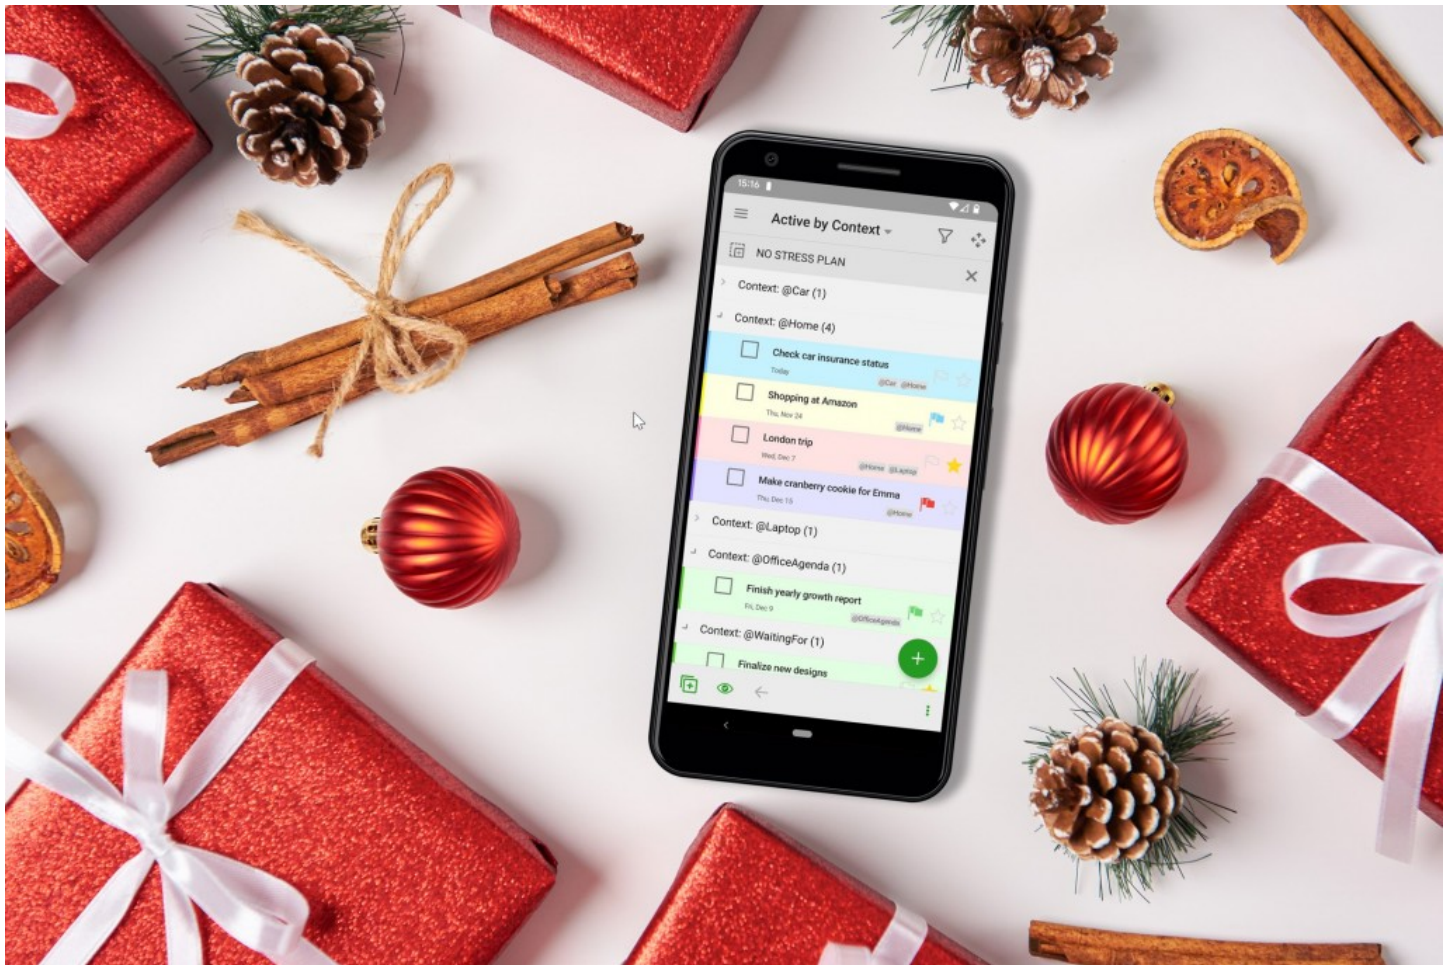 15:16
Active by Context
NO STRESS PLAN
Context: @Car (1)
Context: @Home (4)
Check car insurance status
Today
@Car @Home
Shopping at Amazon
Thu, Nov 24
@Home
London trip
Wed, Dec 7
@Home @Laptop
Make cranberry cookie for Emma
Thu, Dec 15
@Home
Context: @Laptop (1)
Context: @OfficeAgenda (1)
Finish yearly growth report
Fri, Dec 9
@OfficeAgenda
Context: @WaitingFor (1)
Finalize new designs